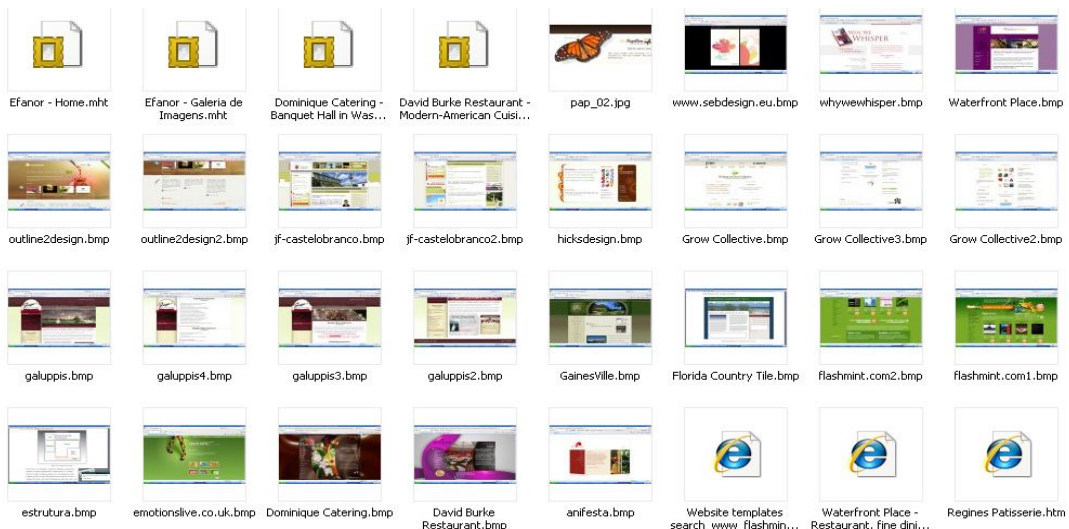 Efanor - Home.mht
Efanor - Galeria de
Imagens.mht
Dominique Catering -
Banquet Hall in Was...
David Burke Restaurant -
Modern-American Cuisi...
pap_02.jpg
www.sebdesign.eu.bmp
whywewhisper.bmp
Waterfront Place.bmp
outline2design.bmp
outline2design2.bmp
jf-castelobranco.bmp
jf-castelobranco2.bmp
hicksdesign.bmp
Grow Collective.bmp
Grow Collective3.bmp
Grow Collective2.bmp
galuppis.bmp
galuppis4.bmp
galuppis3.bmp
galuppis2.bmp
GainesVille.bmp
Florida Country Tile.bmp
flashmint.com2.bmp
flashmint.com1.bmp
estrutura.bmp
emotionslive.co.uk.bmp
Dominique Catering.bmp
David Burke
Restaurant.bmp
anifesta.bmp
Website templates
search www flashmin...
Waterfront Place -
Restaurant, fine dini...
Regines Patisserie.htm